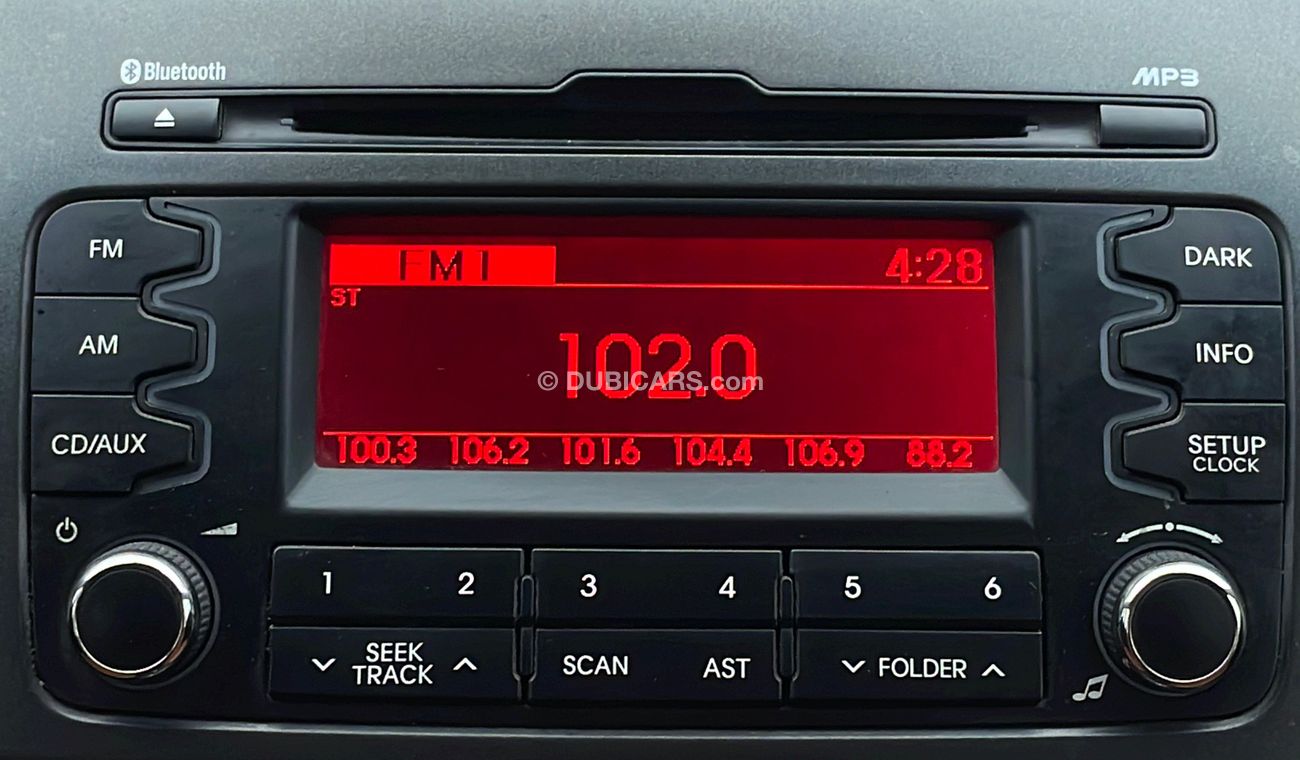 Bluetooth MP3
FM
AM
CD/AUX
FM1 4:28
ST
102.0
© DUBICARS.com
100.3 106.2 101.6 104.4 106.9 88.2
DARK
INFO
SETUP
CLOCK
1 2 3 4 5 6
SEEK
TRACK
SCAN AST
FOLDER